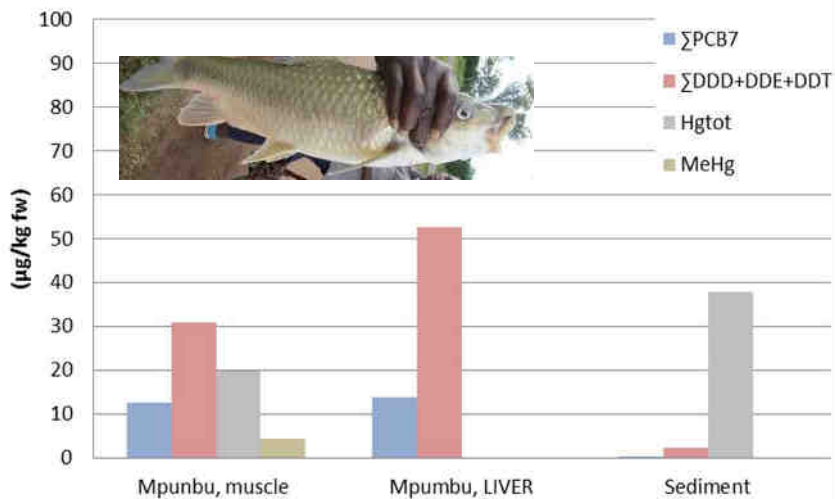 100
90
80
70
60
50
40
30
20
10
0
(µg/kg fw)
∑PCB7
∑DDD+DDE+DDT
Hgtot
MeHg
Mpunbu, muscle
Mpumbu, LIVER
Sediment